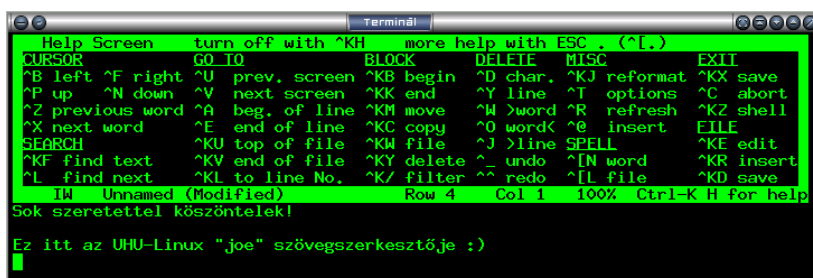 Terminál
Help Screen turn off with ^KH more help with ESC . (^[.)
CURSOR GO TO BLOCK DELETE MISC EXIT
^B left ^F right ^U prev. screen ^KB begin ^D char. ^KJ reformat ^KX save
^P up ^N down ^V next screen ^KK end ^Y line ^T options ^C abort
^Z previous word ^A beg. of line ^KM move ^W >word ^R refresh ^KZ shell
^X next word ^E end of line ^KC copy ^O word< ^@ insert FILE
SEARCH ^KU top of file ^KW file ^J >line SPELL ^KE edit
^KF find text ^KV end of file ^KY delete ^_ undo ^[N word ^KR insert
^L find next ^KL to line No. ^K/ filter ^^ redo ^[L file ^KD save
IW Unnamed (Modified) Row 4 Col 1 100% Ctrl-K H for help
Sok szeretettel köszöntelek!
Ez itt az UHU-Linux "joe" szövegszerkesztője :)